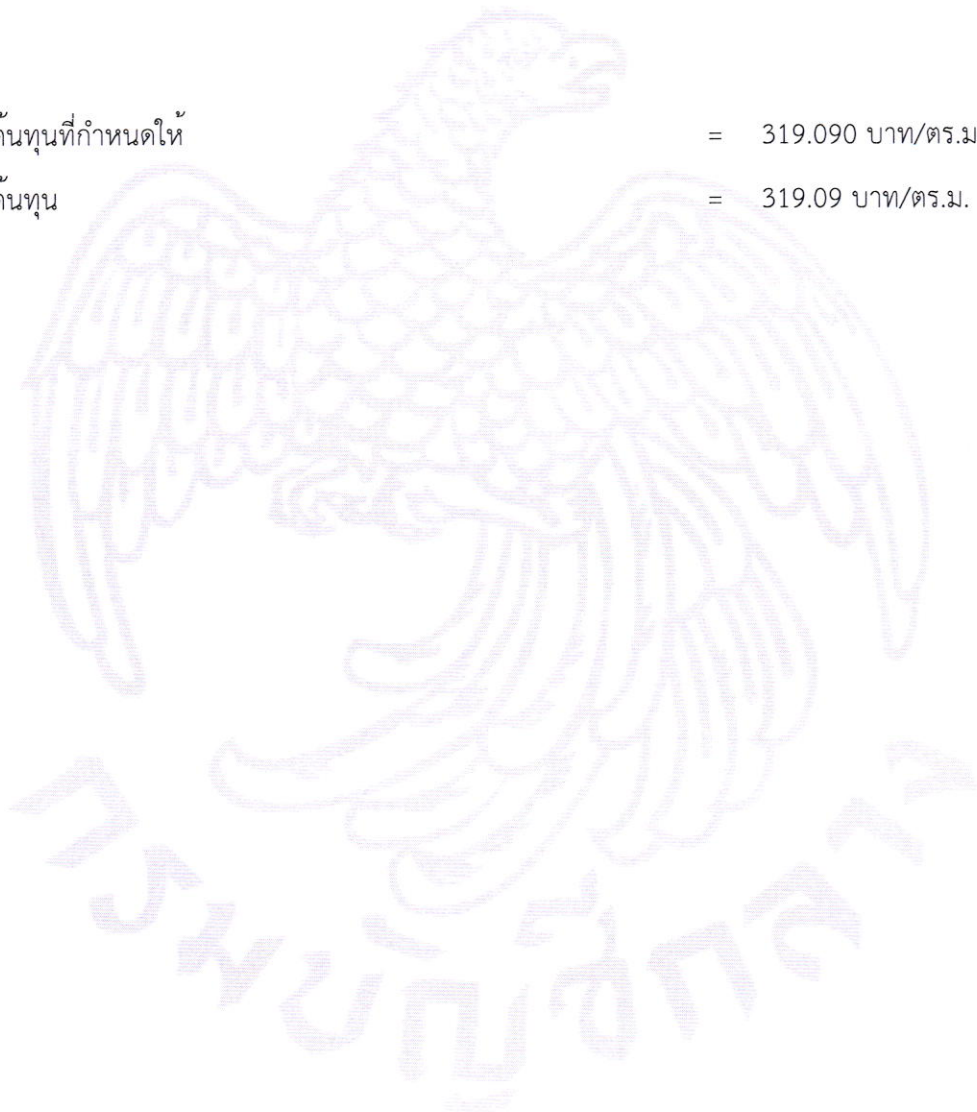 ต้นทุนที่กำหนดให้ = 319.090 บาท/ตร.ม
ต้นทุน = 319.09 บาท/ตร.ม.
กรมบัญชีกลาง